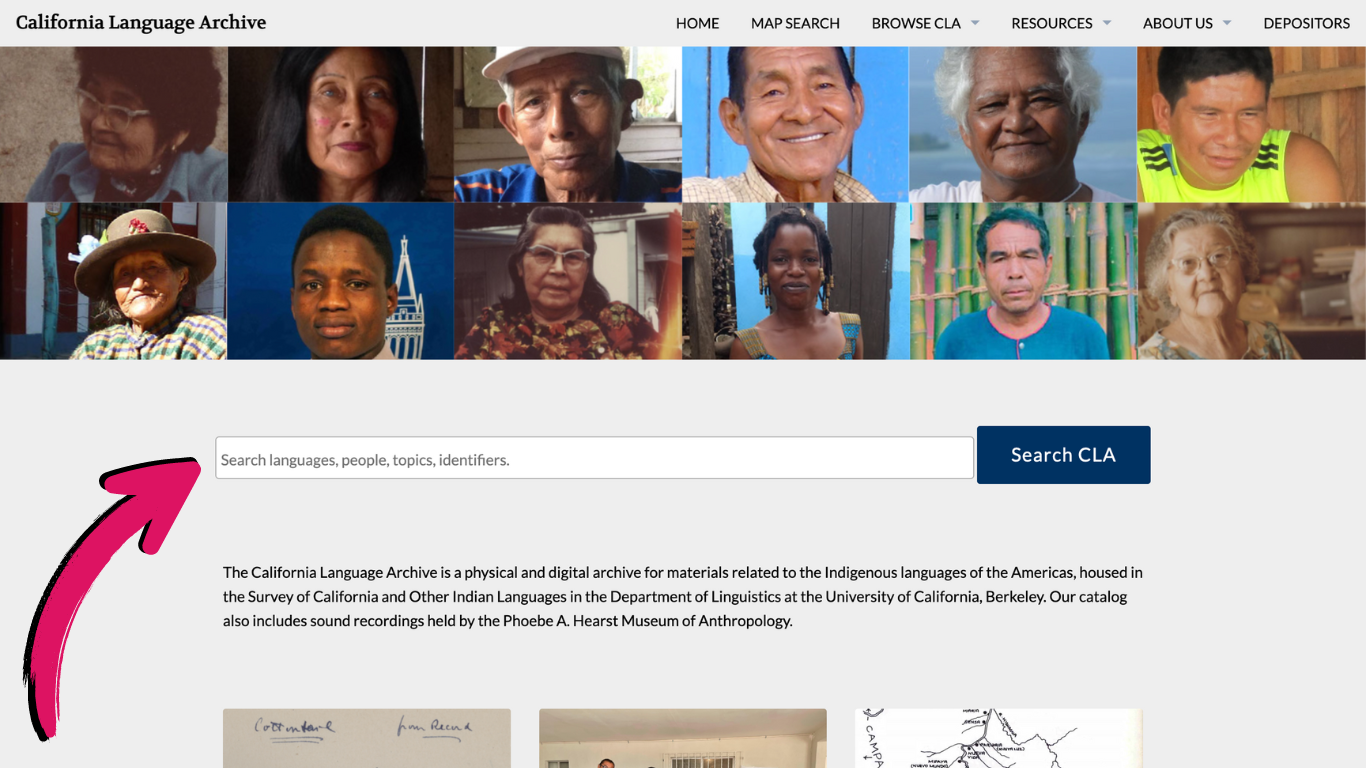 California Language Archive
HOME MAP SEARCH BROWSE CLA RESOURCES ABOUT US DEPOSITORS
Search languages, people, topics, identifiers.
Search CLA
The California Language Archive is a physical and digital archive for materials related to the Indigenous languages of the Americas, housed in
the Survey of California and Other Indian Languages in the Department of Linguistics at the University of California, Berkeley. Our catalog
also includes sound recordings held by the Phoebe A. Hearst Museum of Anthropology.
Cottontard from Record
CAMPA